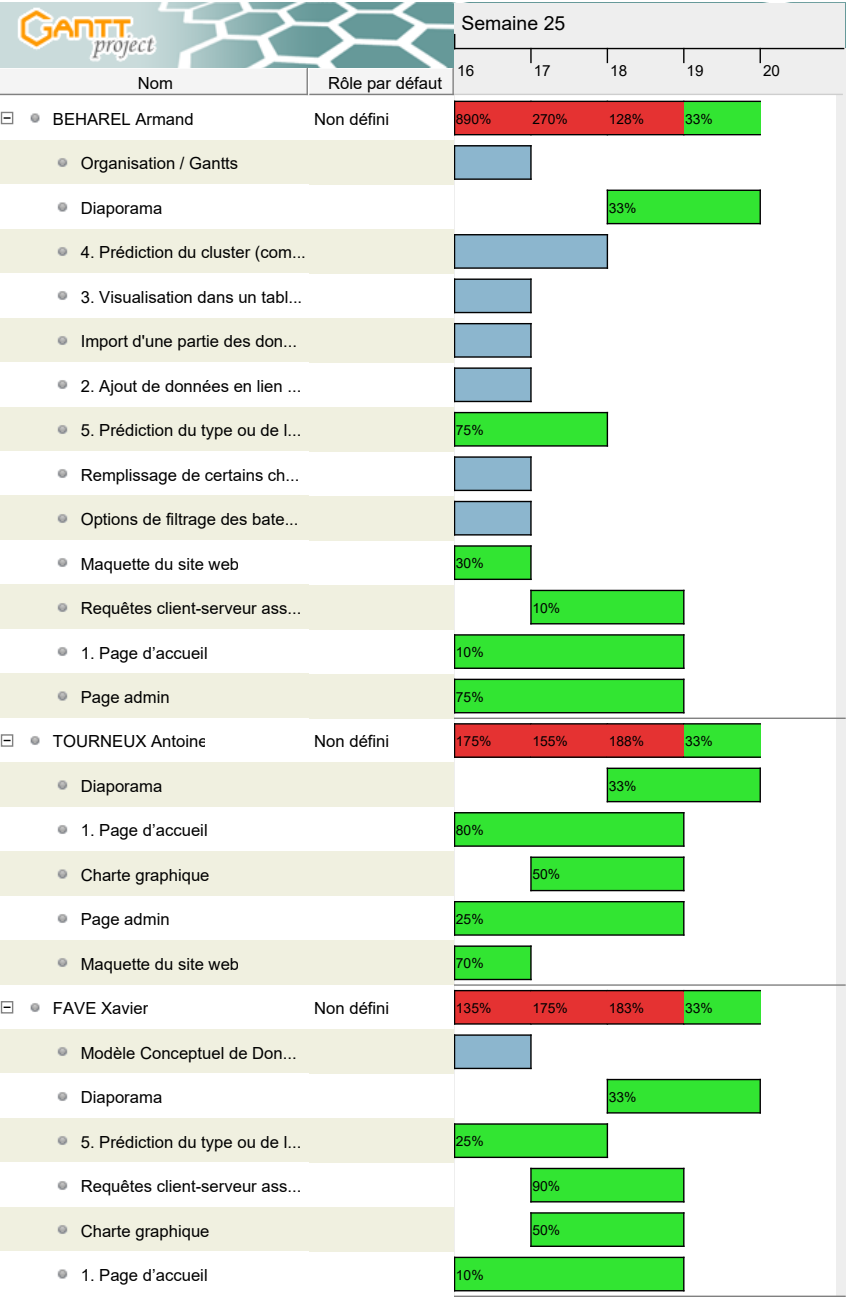 GANTT project
Semaine 25
16 17 18 19 20
Nom Rôle par défaut
BEHAREL Armand Non défini 890% 270% 128% 33%
Organisation / Gantts
Diaporama 33%
4. Prédiction du cluster (com...
3. Visualisation dans un tabl...
Import d'une partie des don...
2. Ajout de données en lien ...
5. Prédiction du type ou de l... 75%
Remplissage de certains ch...
Options de filtrage des bate...
Maquette du site web 30%
Requêtes client-serveur ass... 10%
1. Page d’accueil 10%
Page admin 75%
TOURNEUX Antoine Non défini 175% 155% 188% 33%
Diaporama 33%
1. Page d’accueil 80%
Charte graphique 50%
Page admin 25%
Maquette du site web 70%
FAVE Xavier Non défini 135% 175% 183% 33%
Modèle Conceptuel de Don...
Diaporama 33%
5. Prédiction du type ou de l... 25%
Requêtes client-serveur ass... 90%
Charte graphique 50%
1. Page d’accueil 10%